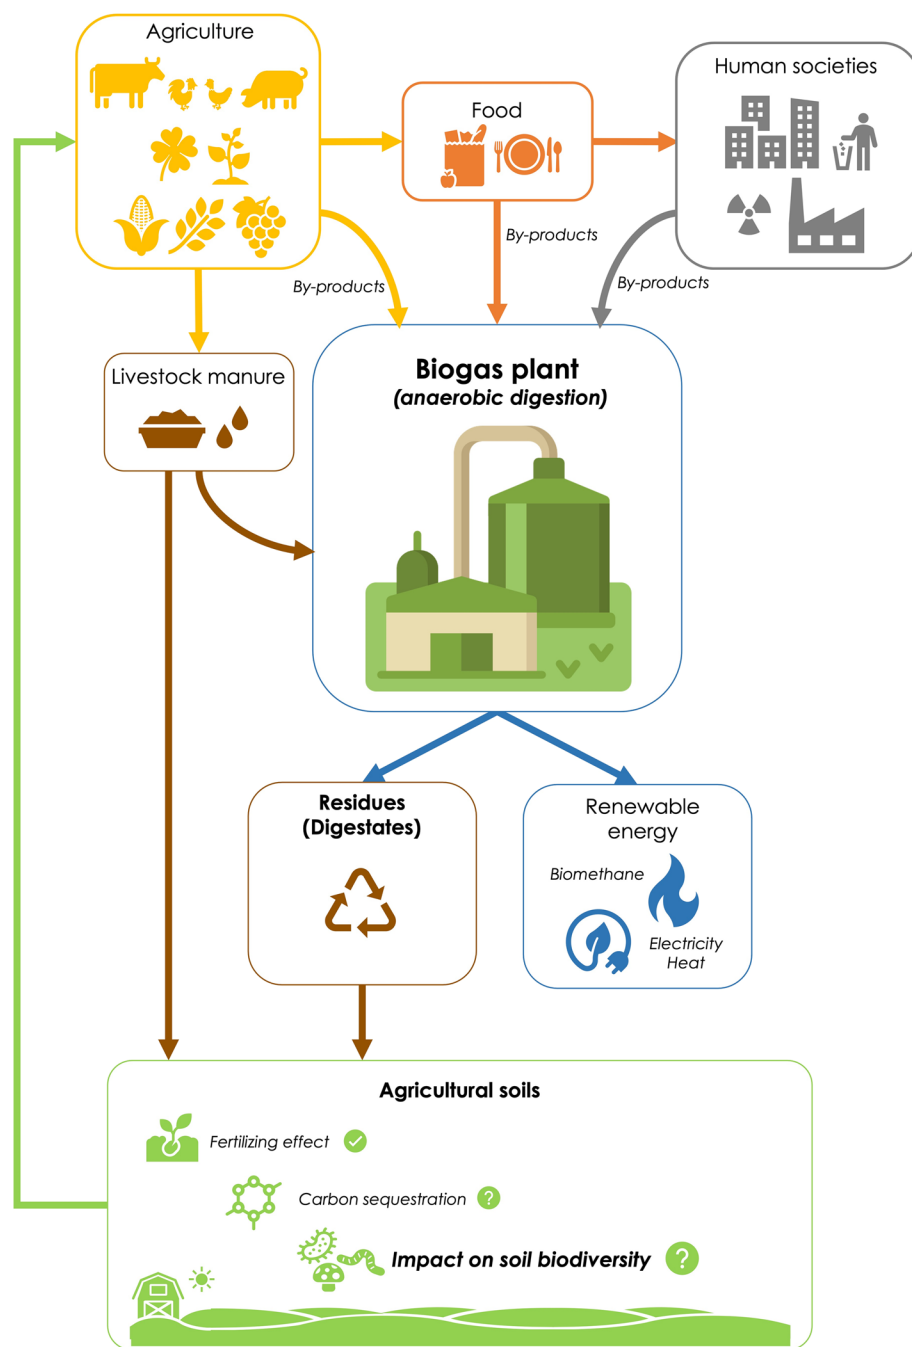 Agriculture
Human societies
Food
By-products
By-products
By-products
Livestock manure
Biogas plant
(anaerobic digestion)
Residues
(Digestates)
Renewable
energy
Biomethane
Electricity
Heat
Agricultural soils
Fertilizing effect
Carbon sequestration
?
Impact on soil biodiversity
?